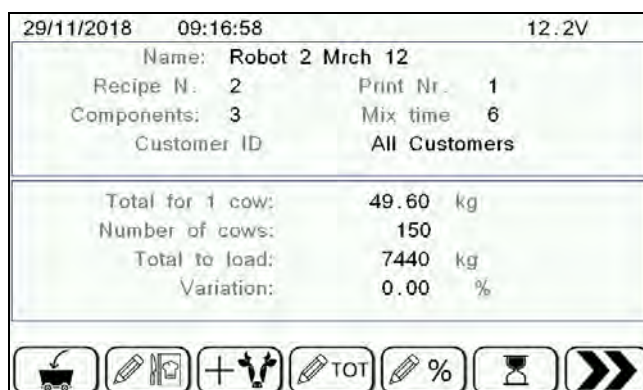 29/11/2018 09:16:58 12.2V
Name: Robot 2 Mrch 12
Recipe N. 2 Print Nr. 1
Components: 3 Mix time 6
Customer ID All Customers
Total for 1 cow: 49.60 kg
Number of cows: 150
Total to load: 7440 kg
Variation: 0.00 %
TOT %